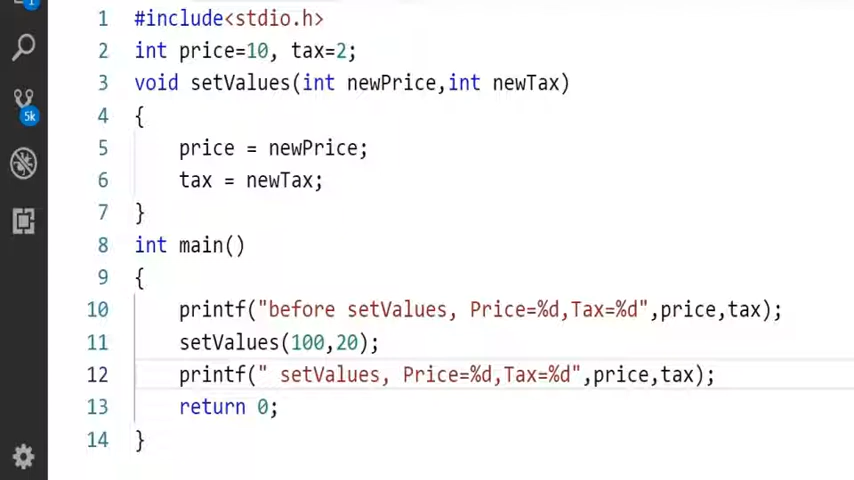 1
1 #include<stdio.h>
2 int price=10, tax=2;
3 void setValues(int newPrice,int newTax)
4 {
5 price = newPrice;
5k
6 tax = newTax;
7 }
8 int main()
9 {
10 printf("before setValues, Price=%d,Tax=%d",price,tax);
11 setValues(100,20);
12 printf(" setValues, Price=%d,Tax=%d",price,tax);
13 return 0;
14 }